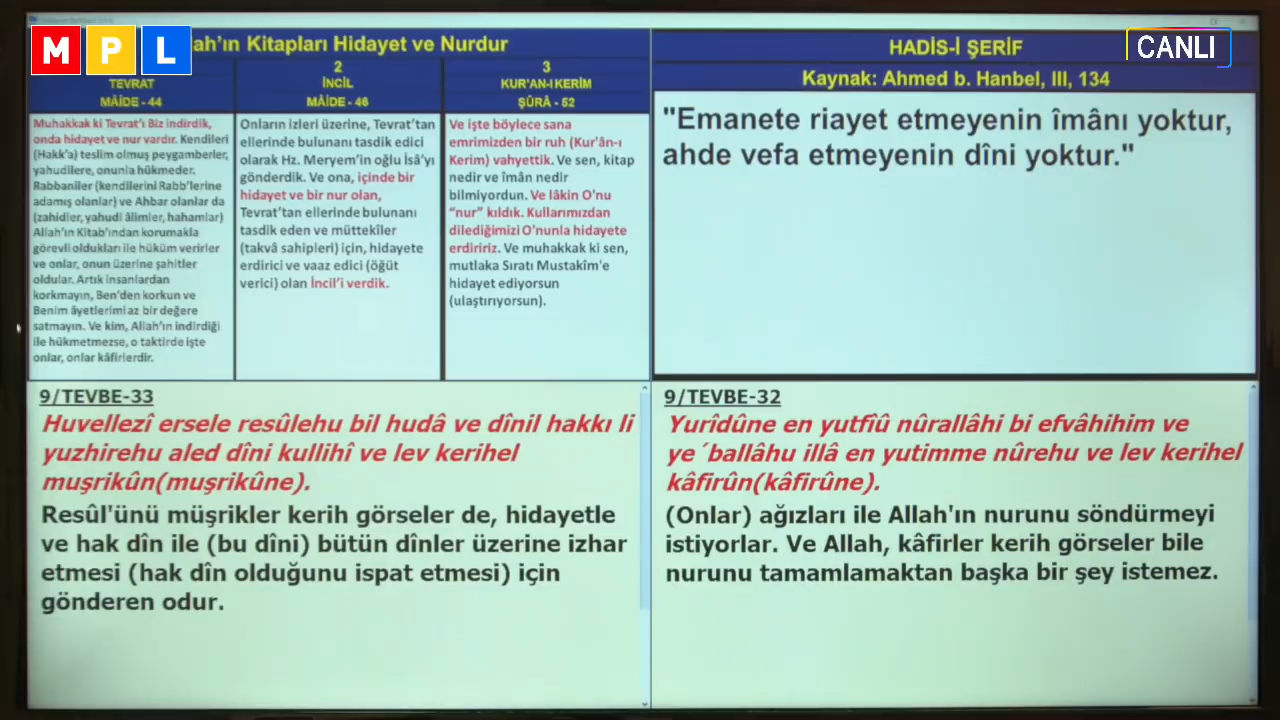 MPL
CANLI
ah'ın Kitapları Hidayet ve Nurdur
TEVRAT
MÂİDE - 44
Muhakkak ki Tevrat'ı Biz indirdik,
onda hidayet ve nur vardır. Kendileri
(Hakk'a) teslim olmuş peygamberler,
yahudilere, onunla hükmeder.
Rabbaniler (kendilerini Rabb'lerine
adamış olanlar) ve Ahbar olanlar da
(zahidler, yahudi âlimler, hahamlar)
Allah'ın Kitab'ından korumakla
görevli oldukları ile hüküm verirler
ve onlar, onun üzerine şahitler
oldular. Artık insanlardan
korkmayın, Ben'den korkun ve
Benim âyetlerimi az bir değere
satmayın. Ve kim, Allah'ın indirdiği
ile hükmetmezse, o taktirde işte
onlar, onlar kâfirlerdir.
2
İNCİL
MÂİDE - 46
Onların izleri üzerine, Tevrat'tan
ellerinde bulunanı tasdik edici
olarak Hz. Meryem'in oğlu İsâ'yı
gönderdik. Ve ona, içinde bir
hidayet ve bir nur olan,
Tevrat'tan ellerinde bulunanı
tasdik eden ve müttekîler
(takvâ sahipleri) için, hidayete
erdirici ve vaaz edici (öğüt
verici) olan İncil'i verdik.
3
KUR'AN-I KERİM
ŞÛRÂ - 52
Ve işte böylece sana
emrimizden bir ruh (Kur'ân-ı
Kerim) vahyettik. Ve sen, kitap
nedir ve îmân nedir
bilmiyordun. Ve lâkin O'nu
"nur" kıldık. Kullarımızdan
dilediğimizi O'nunla hidayete
erdiririz. Ve muhakkak ki sen,
mutlaka Sıratı Mustakîm'e
hidayet ediyorsun
(ulaştırıyorsun).
HADİS-İ ŞERİF
Kaynak: Ahmed b. Hanbel, III, 134
"Emanete riayet etmeyenin îmânı yoktur,
ahde vefa etmeyenin dîni yoktur."
9/TEVBE-33
Huvellezî ersele resûlehu bil hudâ ve dînil hakkı li
yuzhirehu aled dîni kullihî ve lev kerihel
muşrikûn(muşrikûne).
Resûl'ünü müşrikler kerih görseler de, hidayetle
ve hak dîn ile (bu dîni) bütün dînler üzerine izhar
etmesi (hak dîn olduğunu ispat etmesi) için
gönderen odur.
9/TEVBE-32
Yurîdûne en yutfîû nûrallâhi bi efvâhihim ve
ye´ballâhu illâ en yutimme nûrehu ve lev kerihel
kâfirûn(kâfirûne).
(Onlar) ağızları ile Allah'ın nurunu söndürmeyi
istiyorlar. Ve Allah, kâfirler kerih görseler bile
nurunu tamamlamaktan başka bir şey istemez.